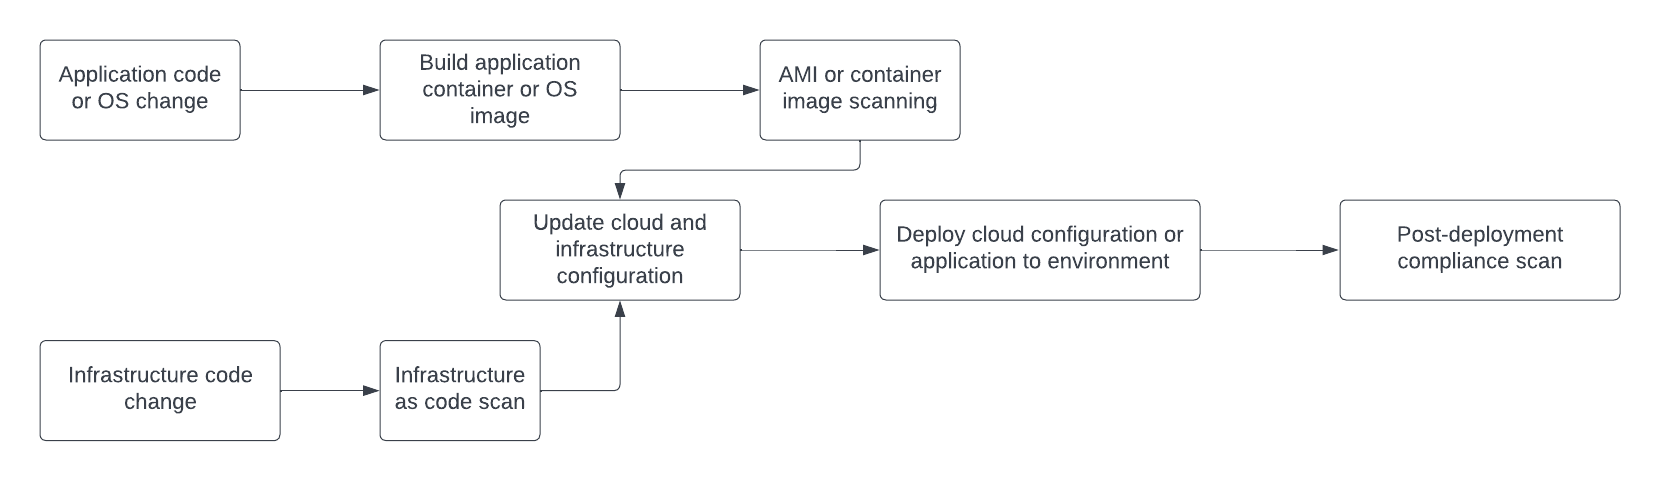 Application code
or OS change
Build application
container or OS
image
AMI or container
image scanning
Update cloud and
infrastructure
configuration
Deploy cloud configuration or
application to environment
Post-deployment
compliance scan
Infrastructure code
change
Infrastructure
as code scan